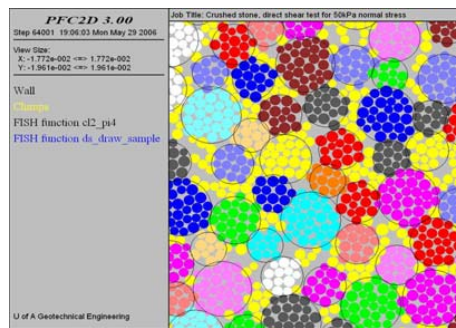 PFC2D 3.00
Step 64001 19:06:03 Mon May 29 2006
View Size:
X: -1.772e-002 <=> 1.772e-002
Y: -1.961e-002 <=> 1.961e-002
Wall
Clumps
FISH function cl2_pi4
FISH function ds_draw_sample
U of A Geotechnical Engineering
Job Title: Crushed stone, direct shear test for 50kPa normal stress